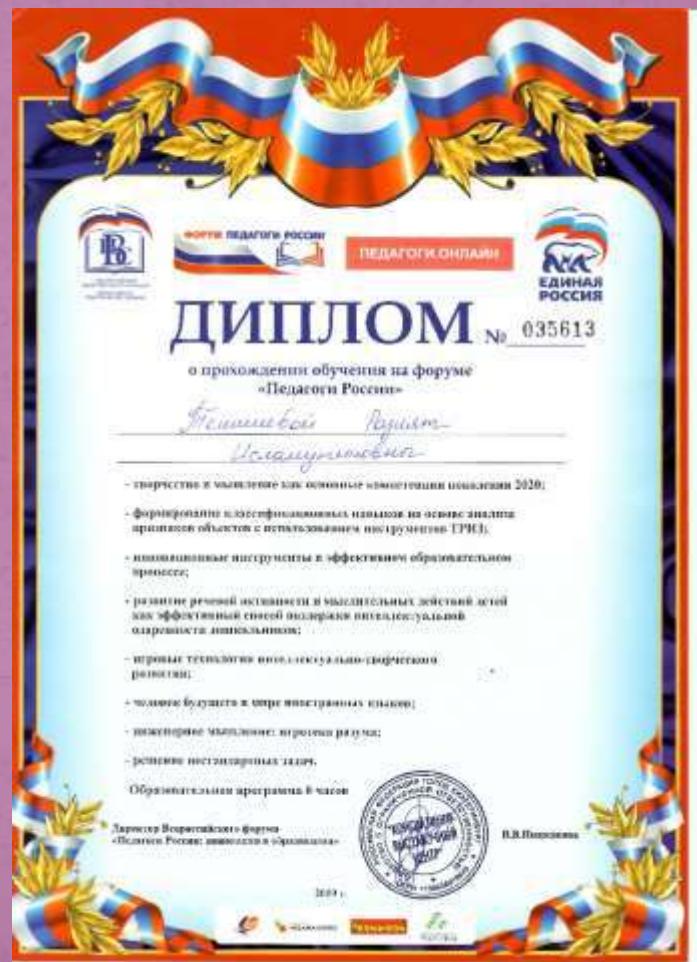 ФОРУМ ПЕДАГОГИ РОССИИ
ПЕДАГОГИ.ОНЛАЙН
ЕДИНАЯ
РОССИЯ
ДИПЛОМ № 035613
о прохождении обучения на форуме
«Педагоги России»
- творчество и мышление как основные компетенции поколения 2020;
- формирование классификационных навыков на основе анализа
признаков объектов с использованием инструментов ТРИЗ;
- инновационные инструменты в эффективном образовательном
процессе;
- развитие речевой активности и мыслительных действий детей
как эффективный способ поддержки интеллектуальной
одаренности дошкольников;
- игровые технологии интеллектуально-творческого
развития;
- человек будущего в мире иностранных языков;
- инженерное мышление: игротека разума;
- решение нестандартных задач.
Образовательная программа 8 часов
Директор Всероссийского форума
«Педагоги России: инновации в образовании»
2019 г.